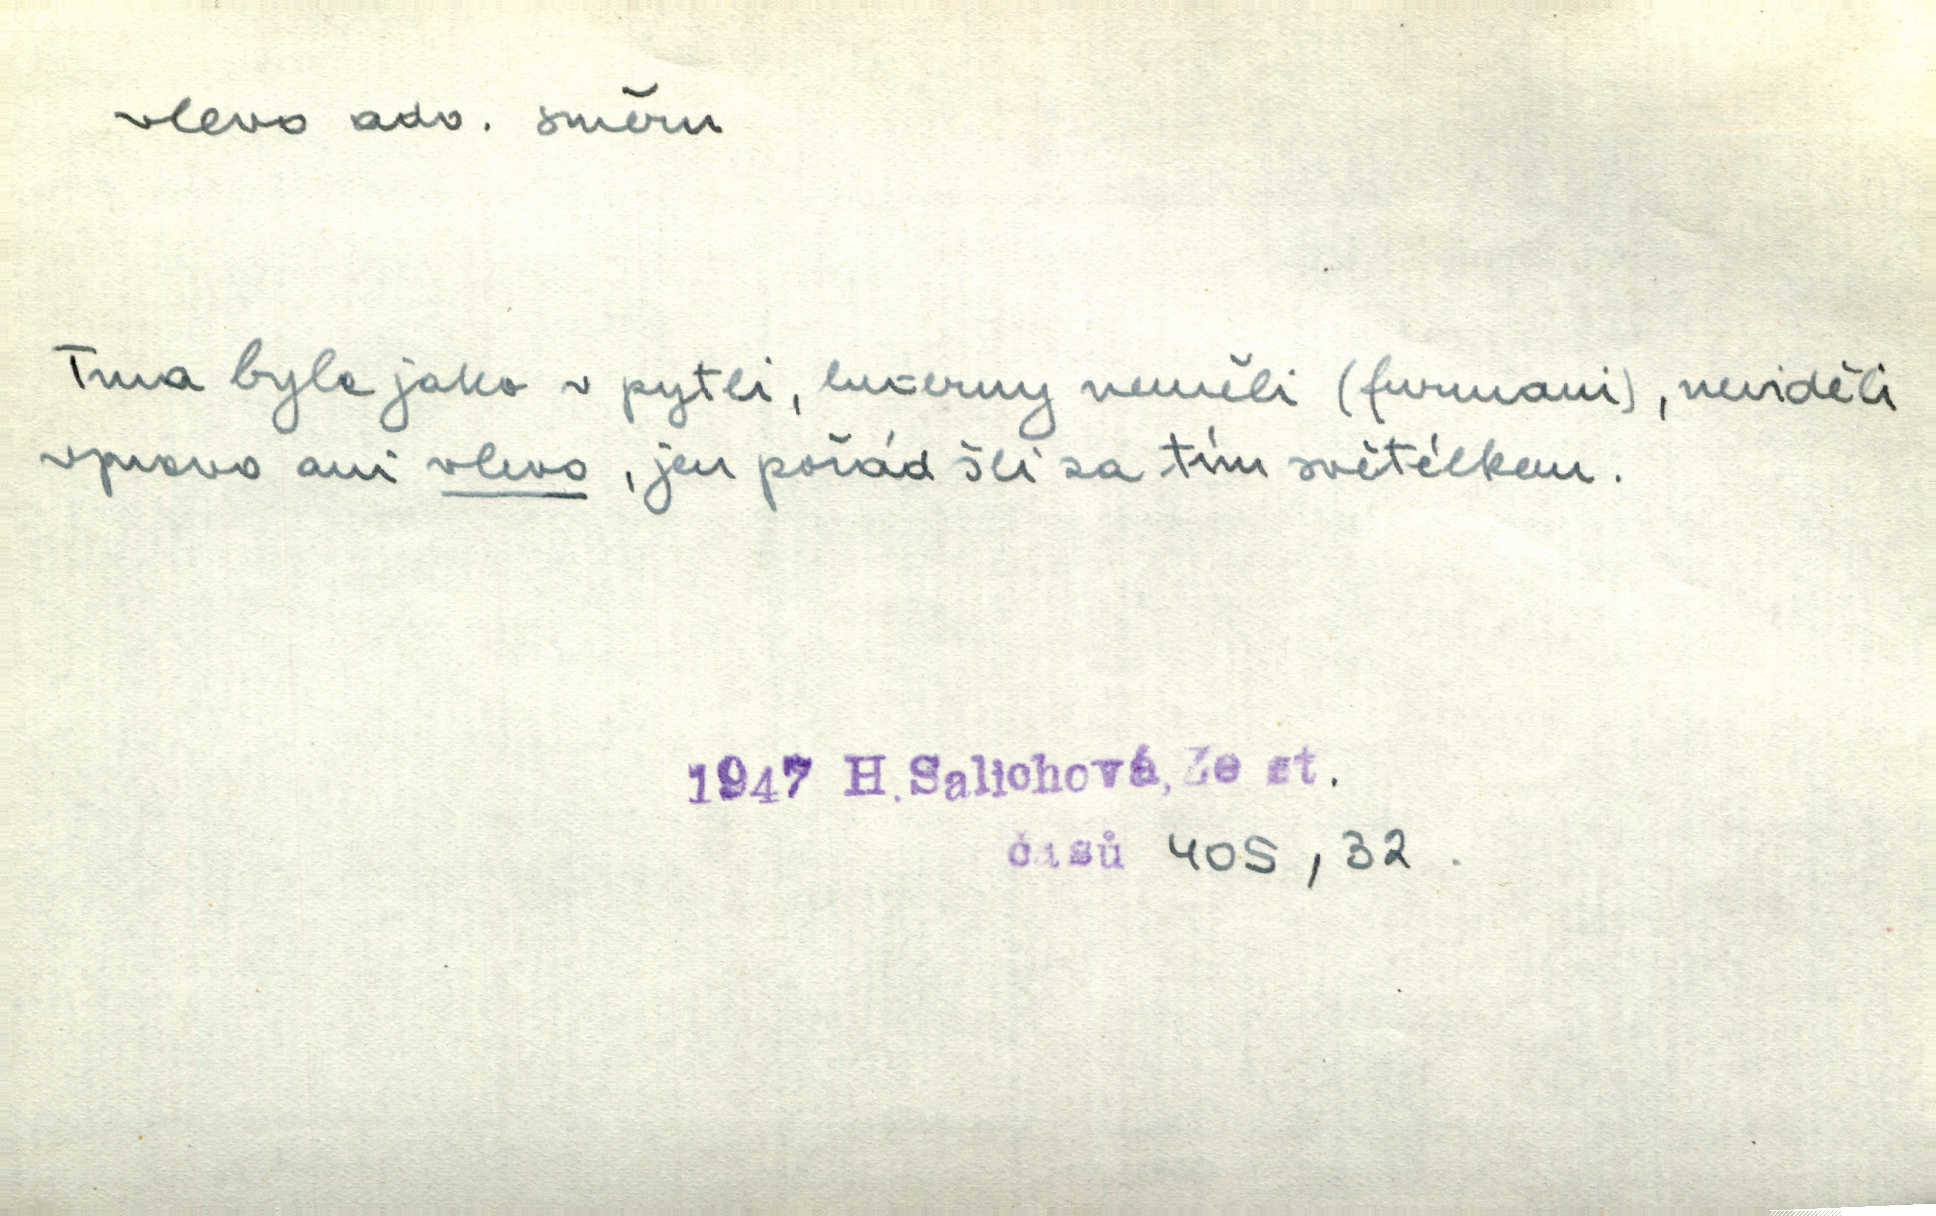 vlevo adv. směru
Tma byla jako v pytli, lucerny neměli (furmani), neviděli
vpravo ani vlevo, jen pořád šli za tím světélkem.
1947 H. Salichová, Ze st.
časů 40S, 32.